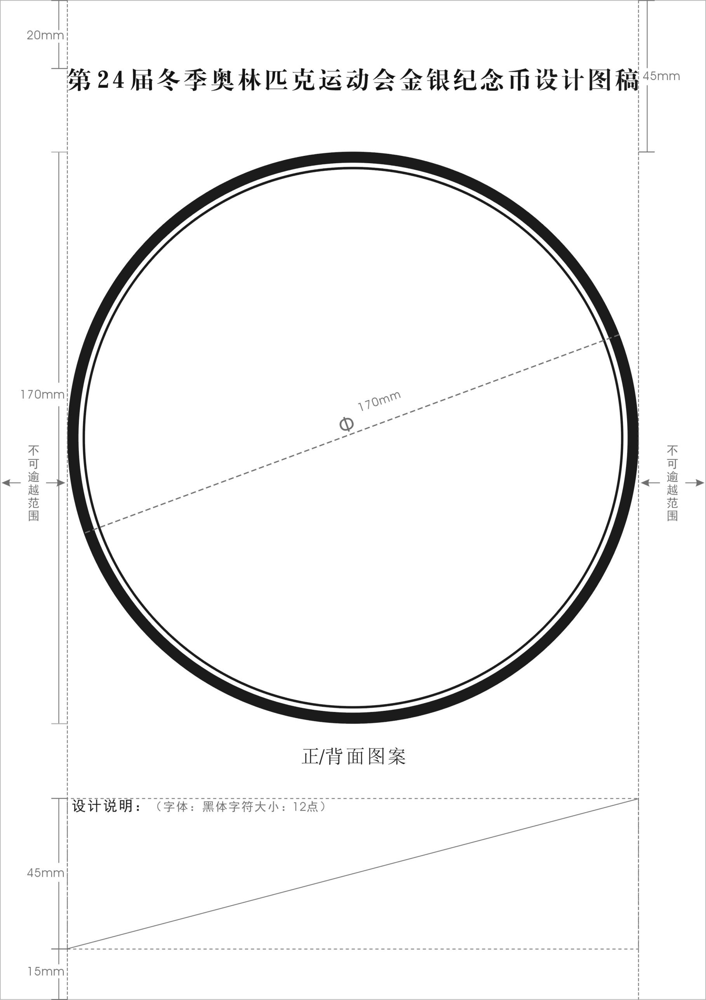 20mm
第24届冬季奥林匹克运动会金银纪念币设计图稿
45mm
170mm
170mm
Φ
不可逾越范围
不可逾越范围
正/背面图案
设计说明：（字体：黑体字符大小：12点）
45mm
15mm